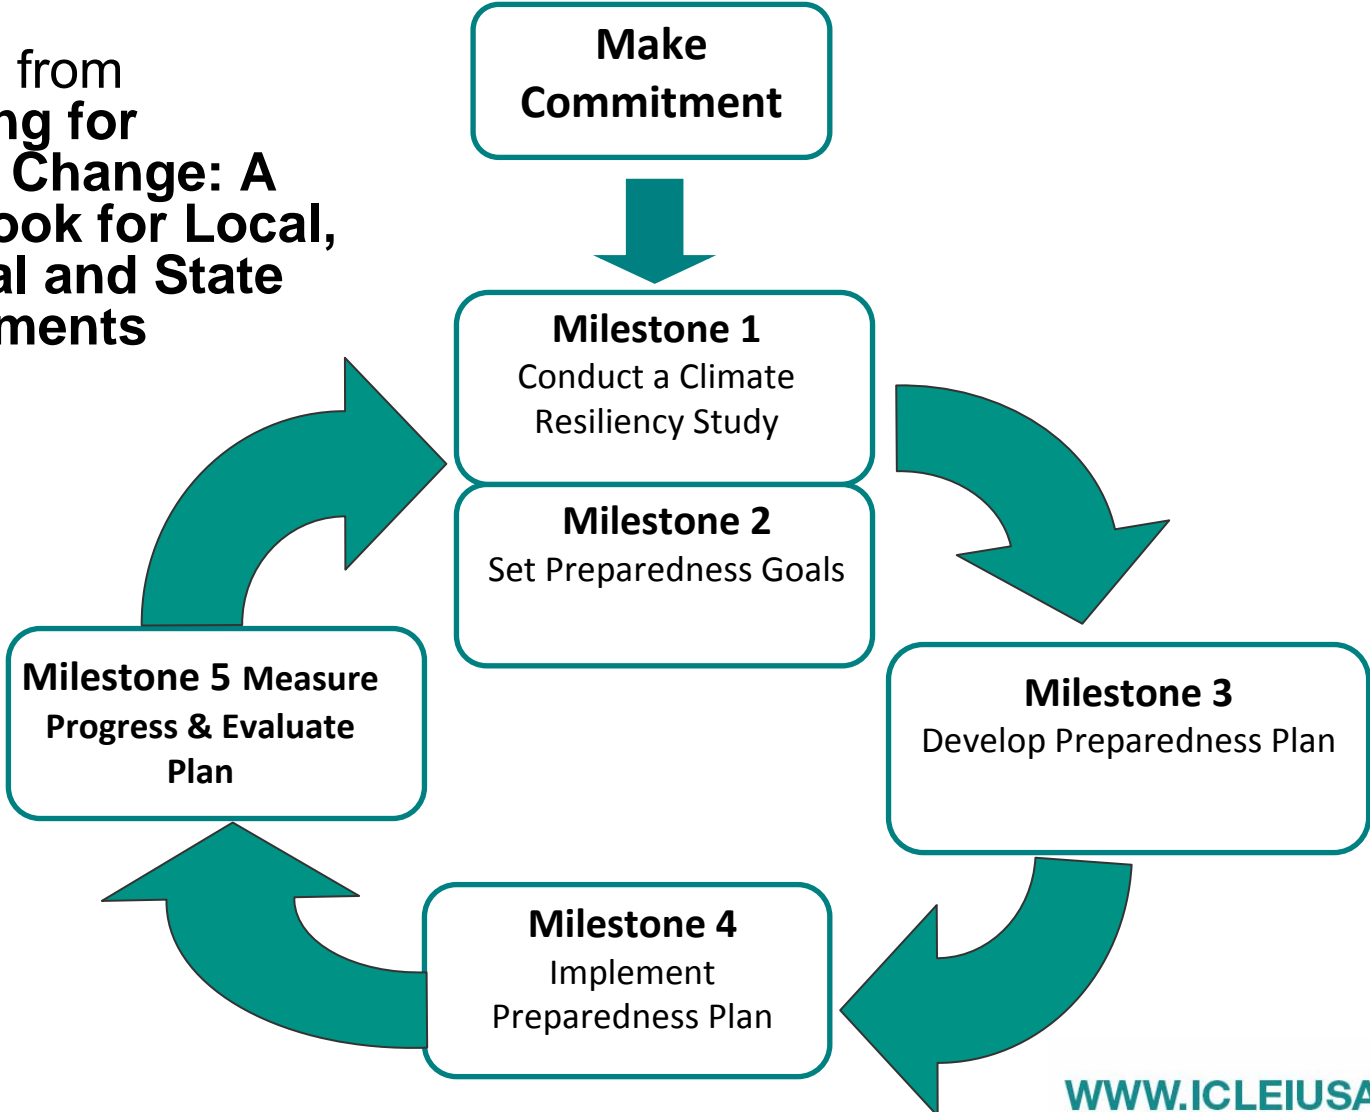 from
ng for
Change: A
ook for Local,
al and State
ments
Make
Commitment
Milestone 1
Conduct a Climate
Resiliency Study
Milestone 2
Set Preparedness Goals
Milestone 3
Develop Preparedness Plan
Milestone 4
Implement
Preparedness Plan
Milestone 5 Measure
Progress & Evaluate
Plan
WWW.ICLEIUSA